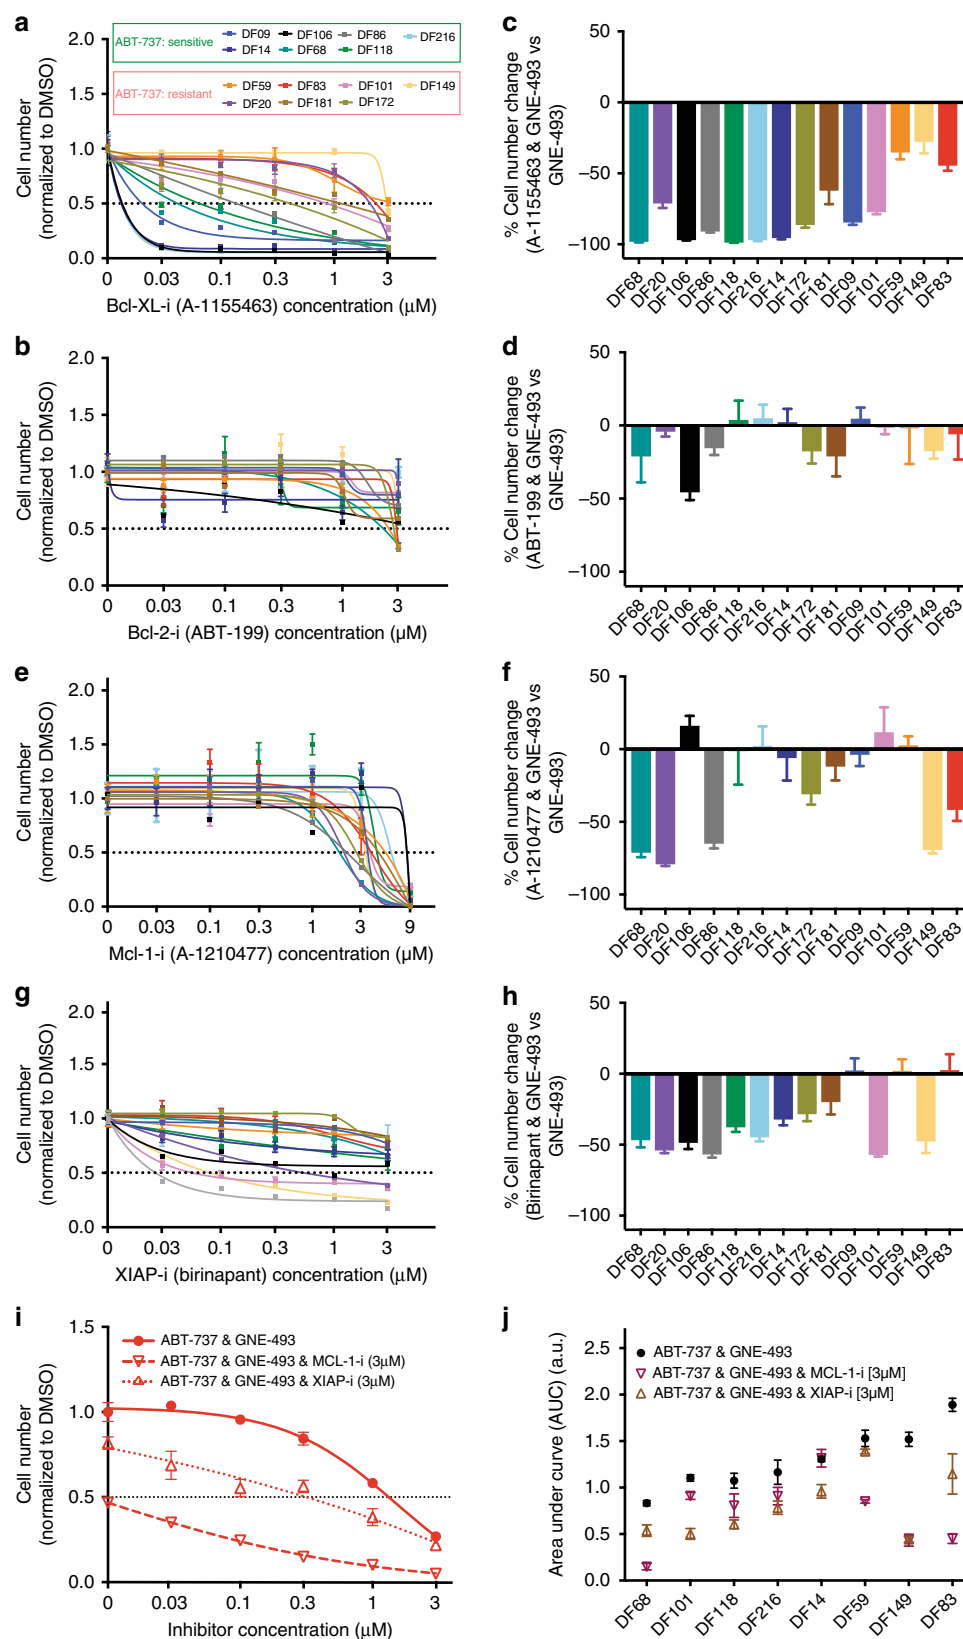 a
ABT-737: sensitive
DF09 DF106 DF86 DF216
DF14 DF68 DF118
ABT-737: resistant
DF59 DF83 DF101 DF149
DF20 DF181 DF172
Cell number
(normalized to DMSO)
2.0
1.5
1.0
0.5
0.0
0 0.03 0.1 0.3 1 3
Bcl-XL-i (A-1155463) concentration (μM)
c
% Cell number change
(A-1155463 & GNE-493 vs
GNE-493)
50
0
−50
−100
DF68 DF20 DF106 DF86 DF118 DF216 DF14 DF172 DF181 DF09 DF101 DF59 DF149 DF83
b
Cell number
(normalized to DMSO)
2.0
1.5
1.0
0.5
0.0
0 0.03 0.1 0.3 1 3
Bcl-2-i (ABT-199) concentration (μM)
d
% Cell number change
(ABT-199 & GNE-493 vs
GNE-493)
50
0
−50
−100
DF68 DF20 DF106 DF86 DF118 DF216 DF14 DF172 DF181 DF09 DF101 DF59 DF149 DF83
e
Cell number
(normalized to DMSO)
2.0
1.5
1.0
0.5
0.0
0 0.03 0.1 0.3 1 3 9
Mcl-1-i (A-1210477) concentration (μM)
f
% Cell number change
(A-1210477 & GNE-493 vs
GNE-493)
50
0
−50
−100
DF68 DF20 DF106 DF86 DF118 DF216 DF14 DF172 DF181 DF09 DF101 DF59 DF149 DF83
g
Cell number
(normalized to DMSO)
2.0
1.5
1.0
0.5
0.0
0 0.03 0.1 0.3 1 3
XIAP-i (birinapant) concentration (μM)
h
% Cell number change
(Birinapant & GNE-493 vs
GNE-493)
50
0
−50
−100
DF68 DF20 DF106 DF86 DF118 DF216 DF14 DF172 DF181 DF09 DF101 DF59 DF149 DF83
i
ABT-737 & GNE-493
ABT-737 & GNE-493 & MCL-1-i (3μM)
ABT-737 & GNE-493 & XIAP-i (3μM)
Cell number
(normalized to DMSO)
1.5
1.0
0.5
0.0
0 0.03 0.1 0.3 1 3
Inhibitor concentration (μM)
j
ABT-737 & GNE-493
ABT-737 & GNE-493 & MCL-1-i [3μM]
ABT-737 & GNE-493 & XIAP-i [3μM]
Area under curve (AUC) (a.u.)
2.5
2.0
1.5
1.0
0.5
0.0
DF68 DF101 DF118 DF216 DF14 DF59 DF149 DF83